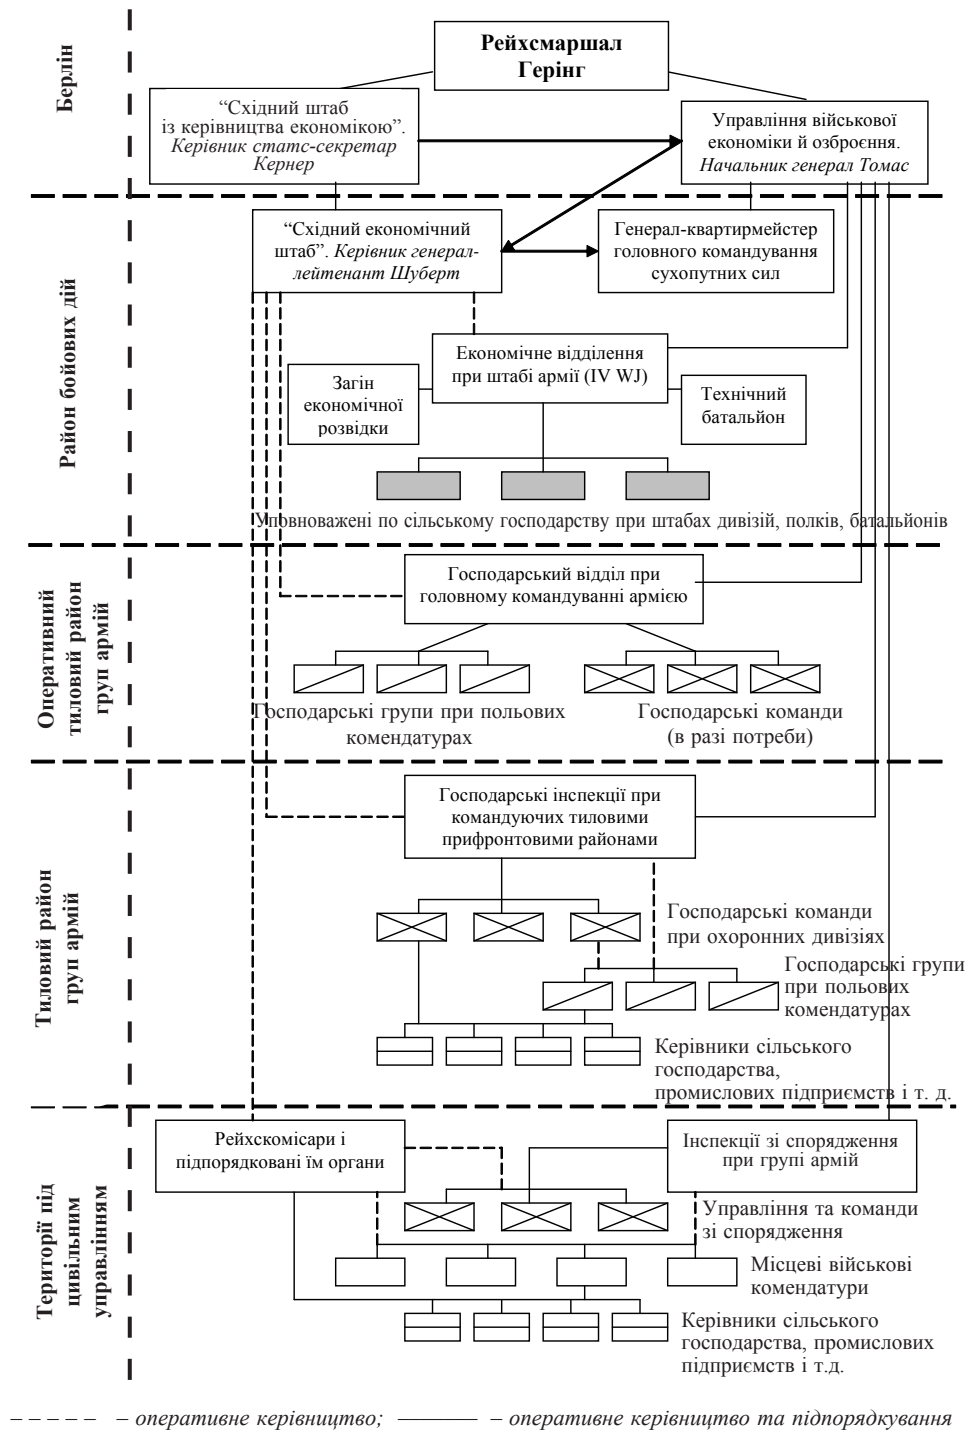 Берлін
Рейхсмаршал
Герінг
“Східний штаб
із керівництва економікою”.
Керівник статс-секретар
Кернер
Управління військової
економіки й озброєння.
Начальник генерал Томас
Район бойових дій
“Східний економічний
штаб”. Керівник генерал-
лейтенант Шуберт
Генерал-квартирмейстер
головного командування
сухопутних сил
Економічне відділення
при штабі армії (IV WJ)
Загін
економічної
розвідки
Технічний
батальйон
Уповноважені по сільському господарству при штабах дивізій, полків, батальйонів
Оперативний
тиловий район
груп армій
Господарський відділ при
головному командуванні армією
Господарські групи при польових
комендатурах
Господарські команди
(в разі потреби)
Тиловий район
груп армій
Господарські інспекції при
командуючих тиловими
прифронтовими районами
Господарські команди
при охоронних дивізіях
Господарські групи
при польових
комендатурах
Керівники сільського
господарства,
промислових підприємств і т. д.
Території під
цивільним
управлінням
Рейхскомісари і
підпорядковані їм органи
Інспекції зі спорядження
при групі армій
Управління та команди
зі спорядження
Місцеві військові
комендатури
Керівники сільського
господарства, промислових
підприємств і т.д.
– – – – – – оперативне керівництво; ——— – оперативне керівництво та підпорядкування